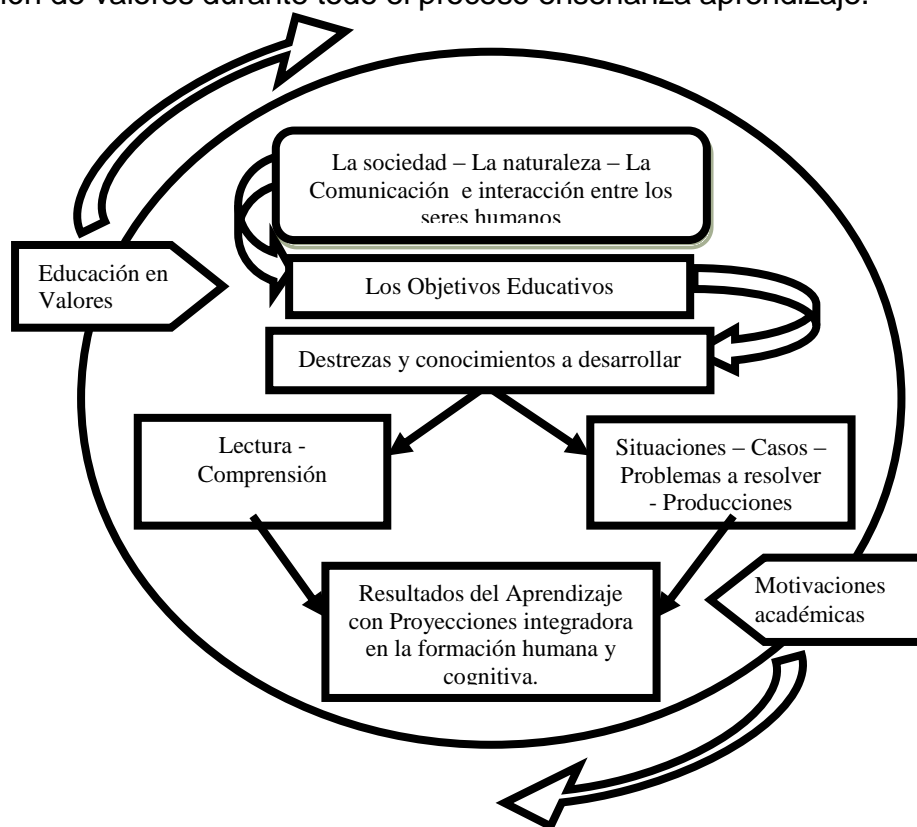 ón de valores durante todo el proceso enseñanza aprendizaje.
La sociedad – La naturaleza – La
Comunicación e interacción entre los
seres humanos
Educación en
Valores
Los Objetivos Educativos
Destrezas y conocimientos a desarrollar
Lectura -
Comprensión
Situaciones – Casos –
Problemas a resolver
- Producciones
Resultados del Aprendizaje
con Proyecciones integradora
en la formación humana y
cognitiva.
Motivaciones
académicas